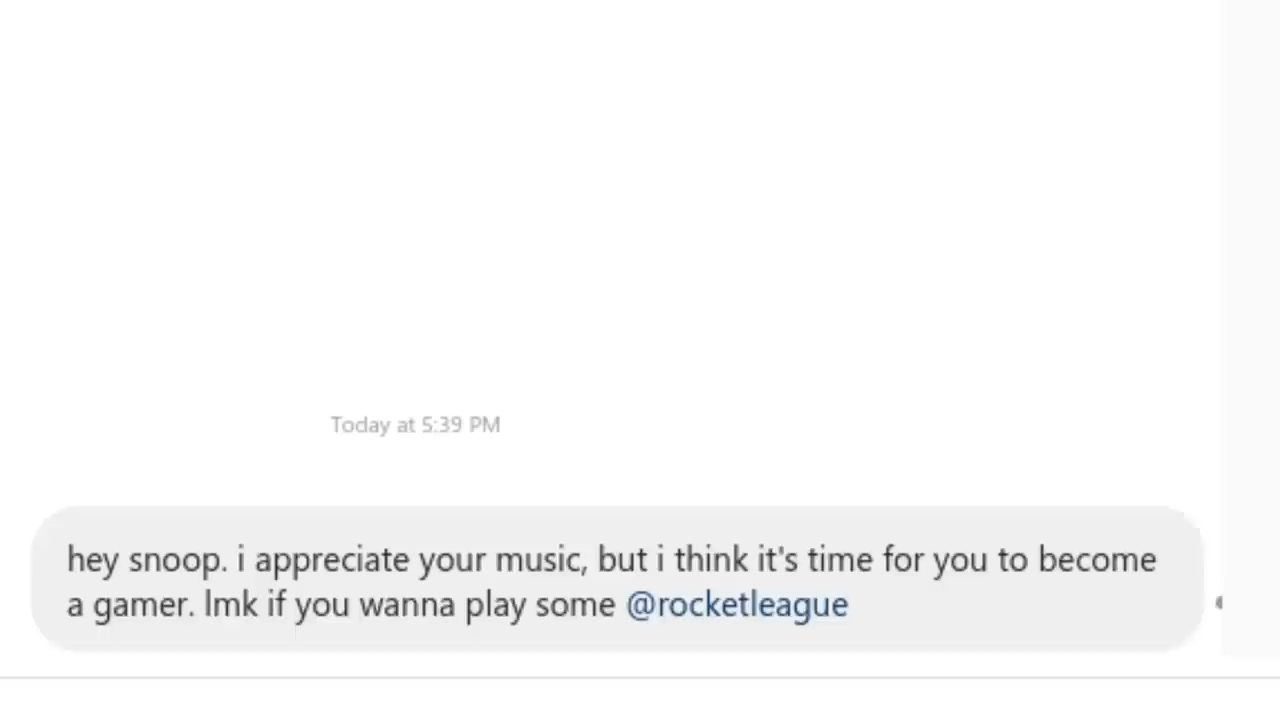 Today at 5:39 PM
hey snoop. i appreciate your music, but i think it's time for you to become
a gamer. lmk if you wanna play some @rocketleague